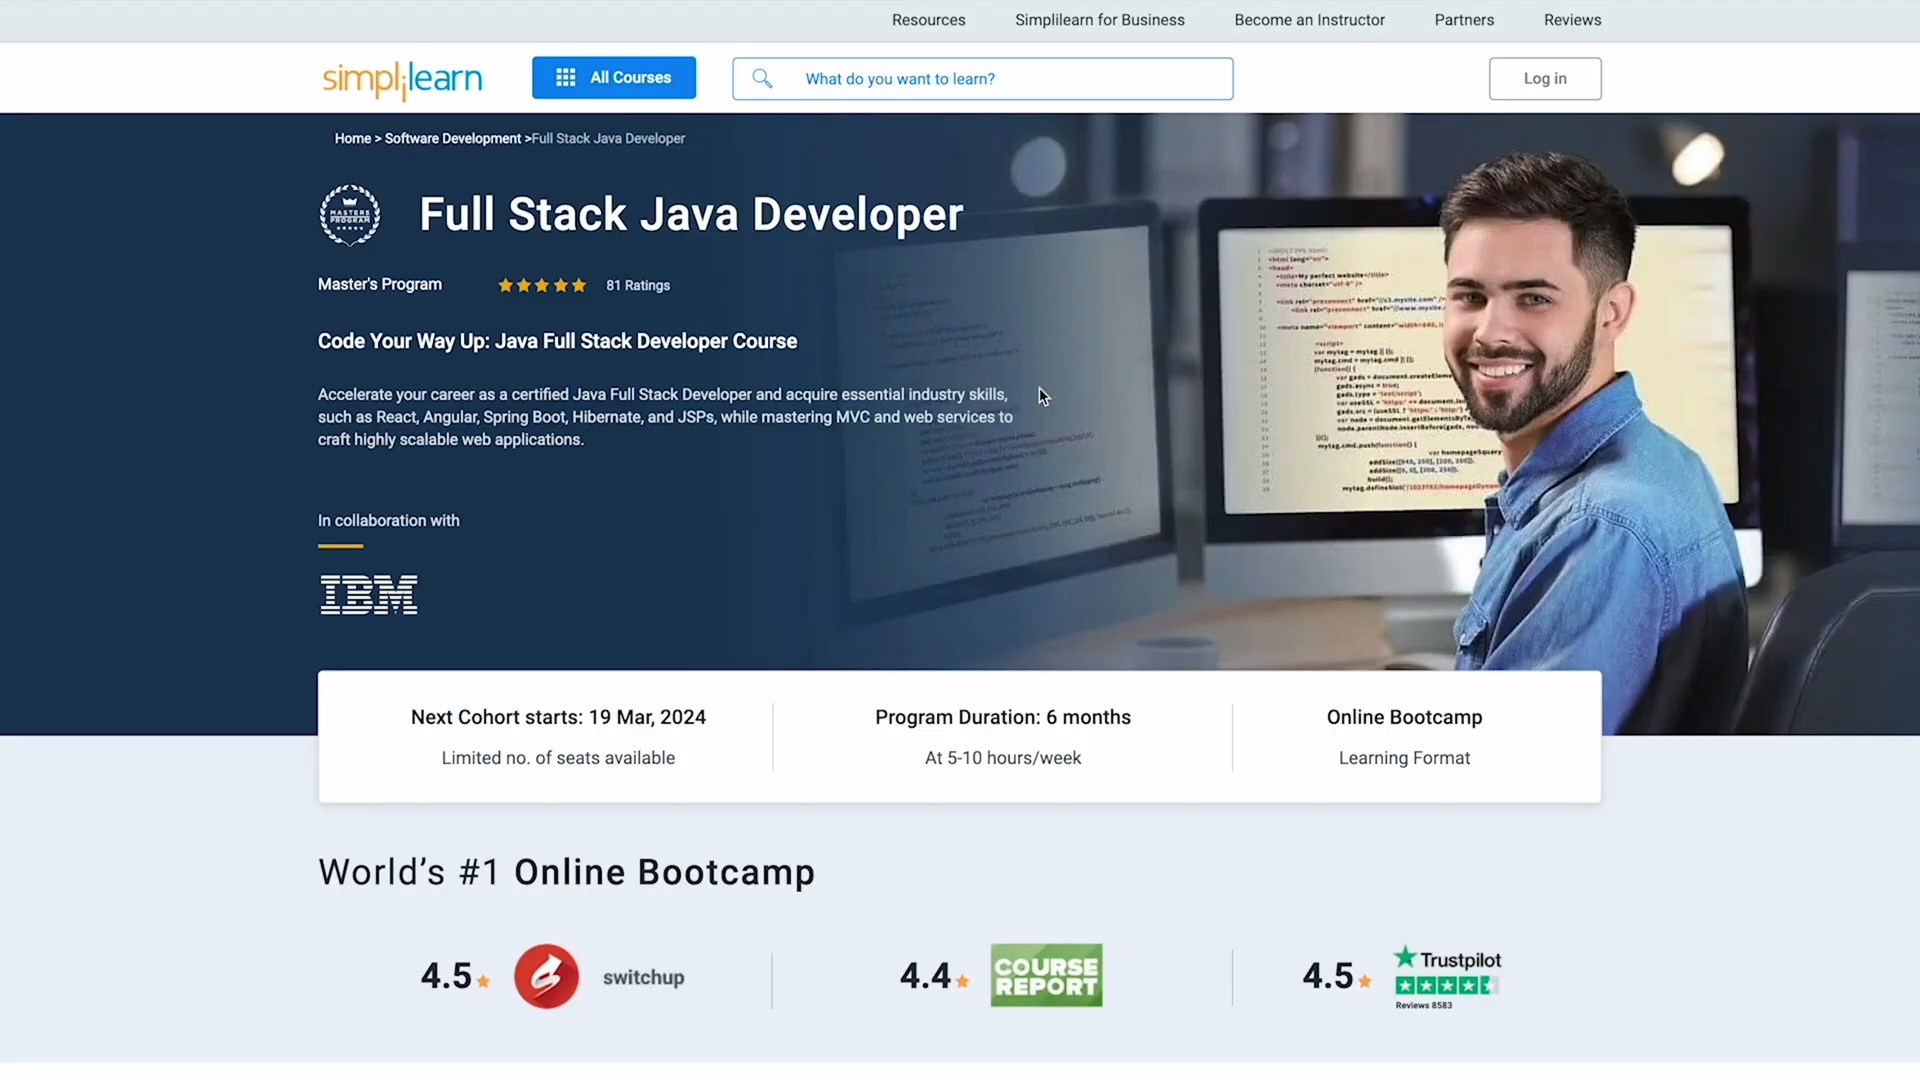 Resources Simplilearn for Business Become an Instructor Partners Reviews
simplilearn All Courses What do you want to learn? Log in
Home > Software Development >Full Stack Java Developer
MASTERS PROGRAM
Full Stack Java Developer
Master's Program 81 Ratings
Code Your Way Up: Java Full Stack Developer Course
Accelerate your career as a certified Java Full Stack Developer and acquire essential industry skills,
such as React, Angular, Spring Boot, Hibernate, and JSPs, while mastering MVC and web services to
craft highly scalable web applications.
In collaboration with
IBM
Next Cohort starts: 19 Mar, 2024
Limited no. of seats available
Program Duration: 6 months
At 5-10 hours/week
Online Bootcamp
Learning Format
World’s #1 Online Bootcamp
4.5 switchup
4.4 COURSE REPORT
4.5 Trustpilot
Reviews 8583